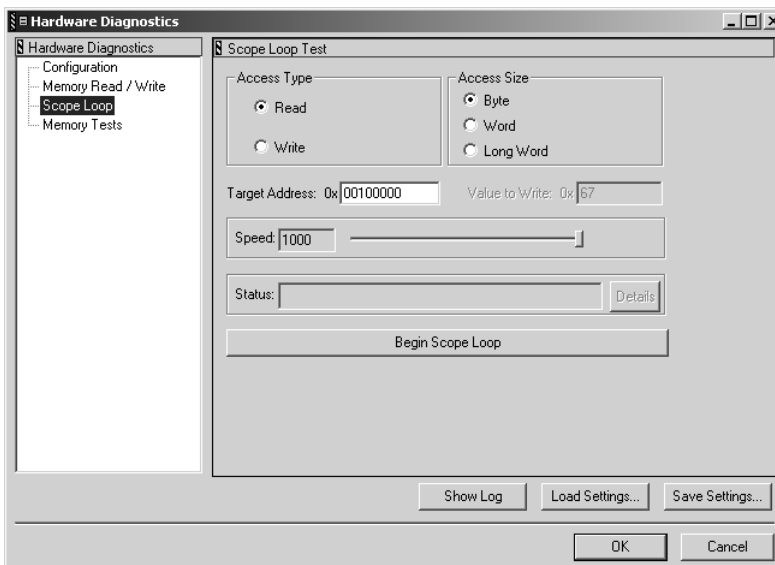 Hardware Diagnostics
Hardware Diagnostics
Configuration
Memory Read / Write
Scope Loop
Memory Tests
Scope Loop Test
Access Type
Read
Write
Access Size
Byte
Word
Long Word
Target Address: 0x 00100000
Value to Write: 0x 67
Speed: 1000
Status:
Details
Begin Scope Loop
Show Log
Load Settings...
Save Settings...
OK
Cancel